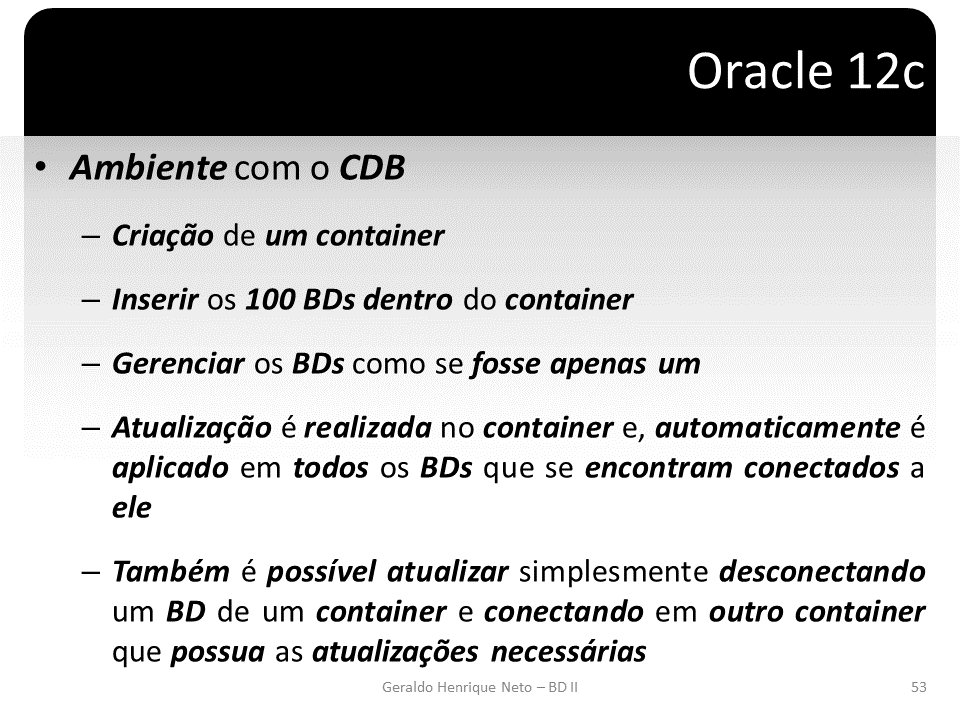 Oracle 12c
• Ambiente com o CDB
– Criação de um container
– Inserir os 100 BDs dentro do container
– Gerenciar os BDs como se fosse apenas um
– Atualização é realizada no container e, automaticamente é
aplicado em todos os BDs que se encontram conectados a
ele
– Também é possível atualizar simplesmente desconectando
um BD de um container e conectando em outro container
que possua as atualizações necessárias
Geraldo Henrique Neto – BD II
53